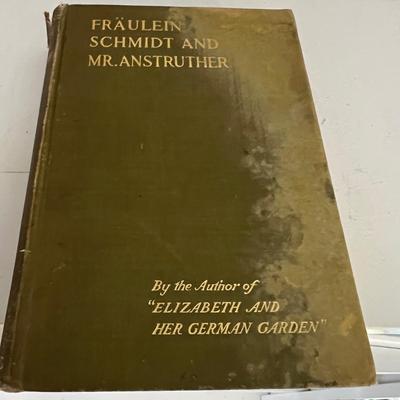 FRÄULEIN
SCHMIDT AND
MR. ANSTRUTHER
By the Author of
"ELIZABETH AND
HER GERMAN GARDEN"